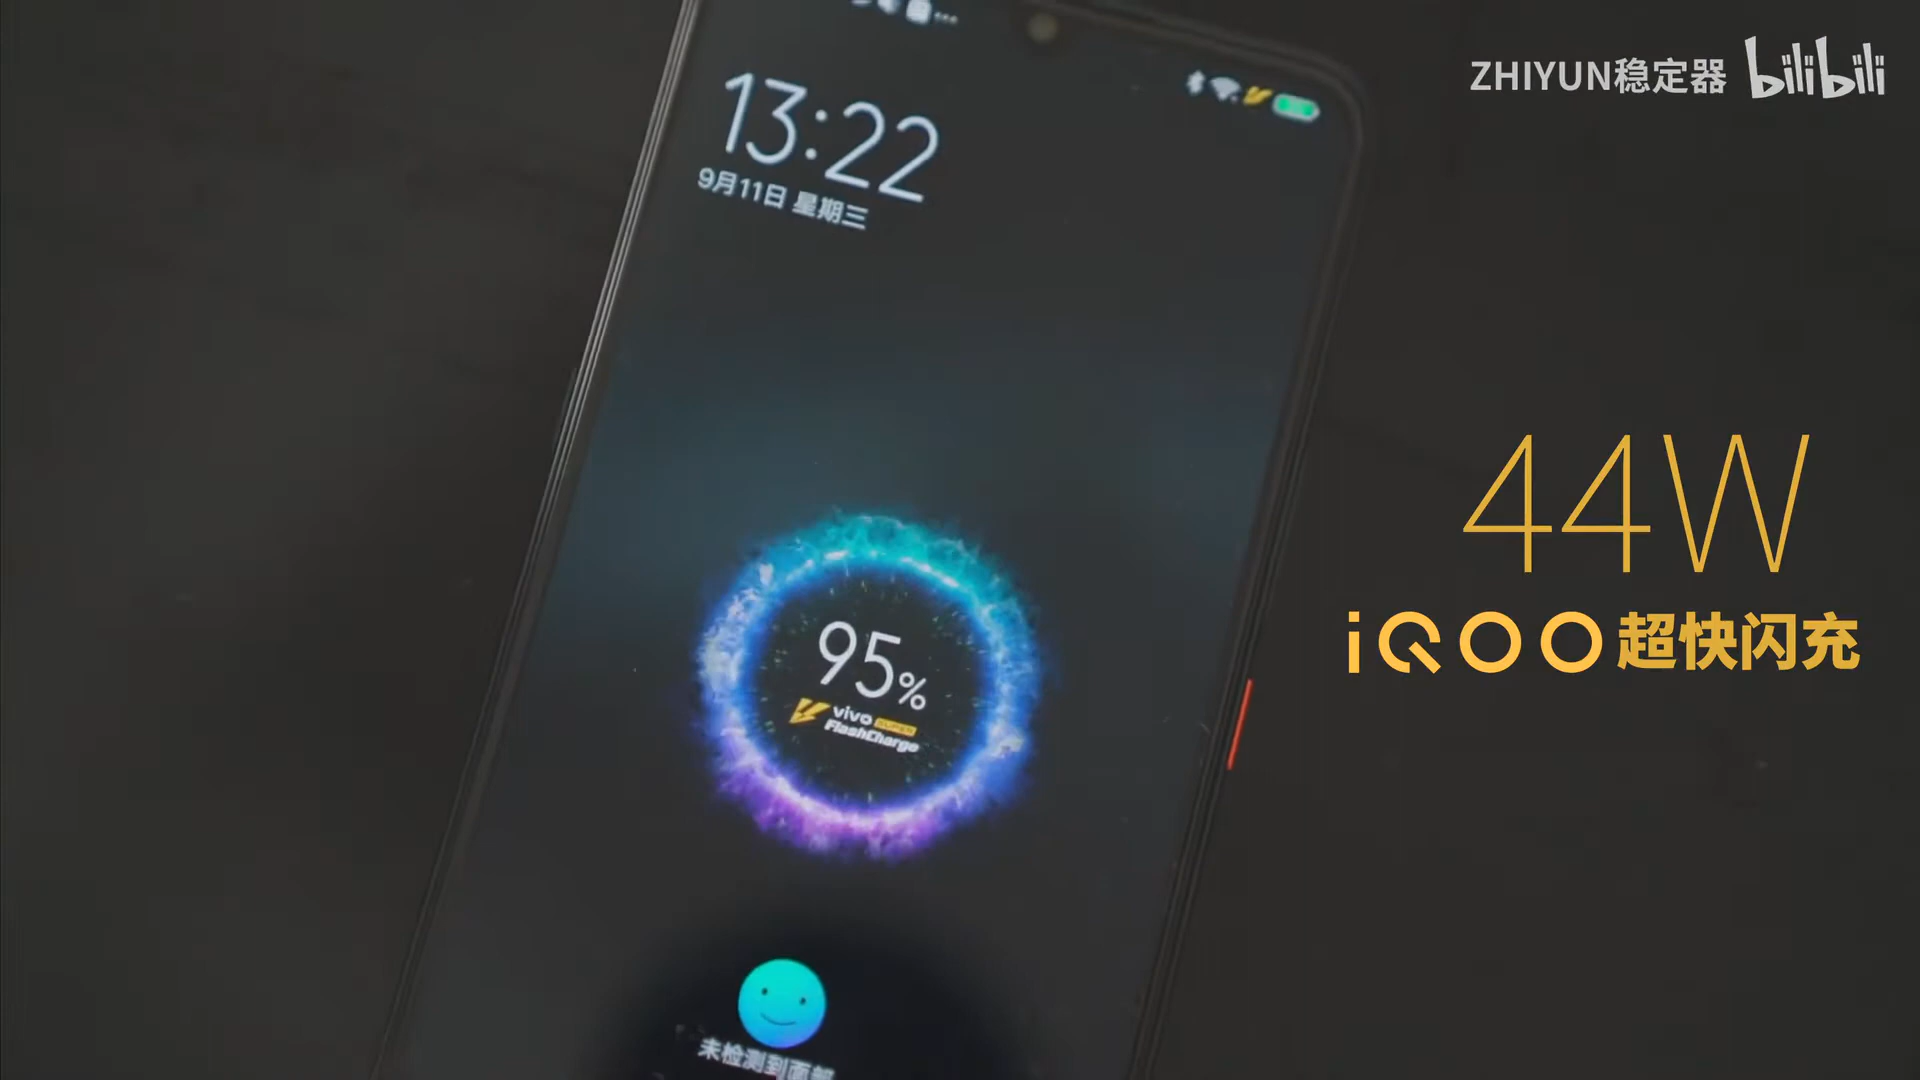 ZHIYUN稳定器 bilibili
13:22
9月11日 星期三
44W
iQOO超快闪充
95%
vivo SUPER
FlashCharge
未检测到面部